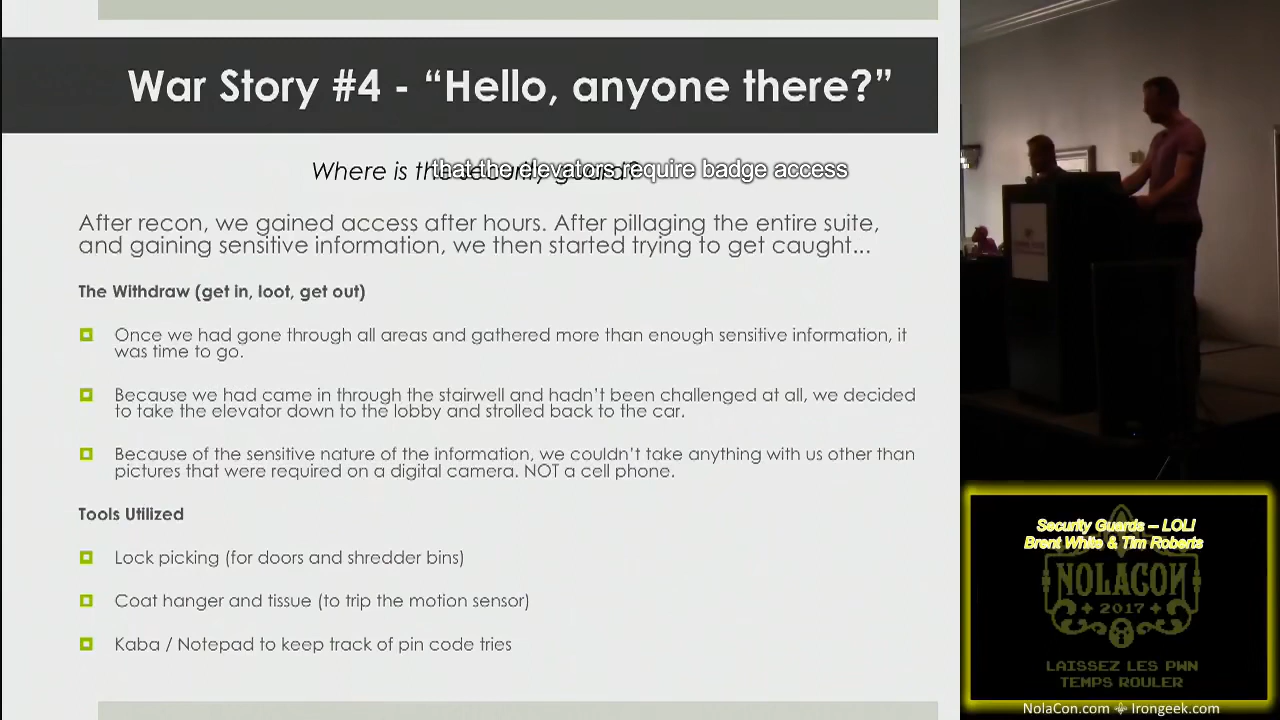 War Story #4 - “Hello, anyone there?”
Where is the security guard?
that the elevators require badge access
After recon, we gained access after hours. After pillaging the entire suite,
and gaining sensitive information, we then started trying to get caught...
The Withdraw (get in, loot, get out)
Once we had gone through all areas and gathered more than enough sensitive information, it
was time to go.
Because we had came in through the stairwell and hadn’t been challenged at all, we decided
to take the elevator down to the lobby and strolled back to the car.
Because of the sensitive nature of the information, we couldn’t take anything with us other than
pictures that were required on a digital camera. NOT a cell phone.
Tools Utilized
Lock picking (for doors and shredder bins)
Coat hanger and tissue (to trip the motion sensor)
Kaba / Notepad to keep track of pin code tries
Security Guards -- LOL!
Brent White & Tim Roberts
NOLACON
2017
LAISSEZ LES PWN
TEMPS ROULER
NolaCon.com Irongeek.com